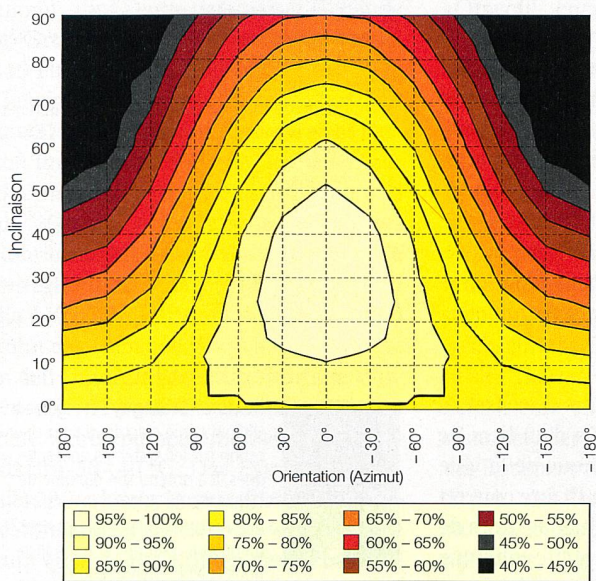 90°
80°
70°
60°
50°
40°
30°
20°
10°
0°
Inclinaison
180° 150° 120° 90° 60° 30° 0° - 30° - 60° - 90° - 120° - 150° - 180°
Orientation (Azimut)
95% – 100% 80% – 85% 65% – 70% 50% – 55%
90% – 95% 75% – 80% 60% – 65% 45% – 50%
85% – 90% 70% – 75% 55% – 60% 40% – 45%